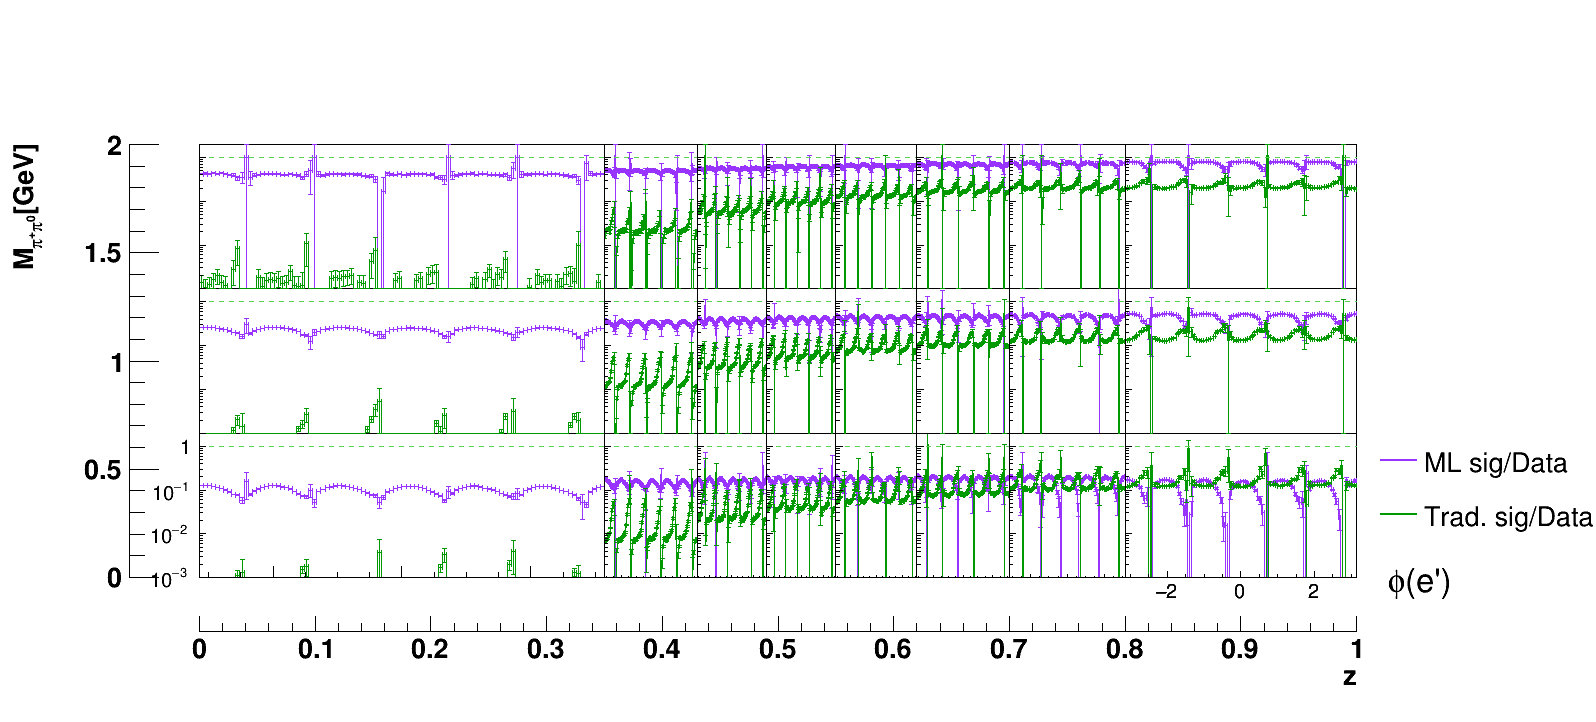 M π⁺π⁰ [GeV]
2
1.5
1
0.5
0
1
10⁻¹
10⁻²
10⁻³
−2 0 2
ϕ(e')
ML sig/Data
Trad. sig/Data
0 0.1 0.2 0.3 0.4 0.5 0.6 0.7 0.8 0.9 1
z